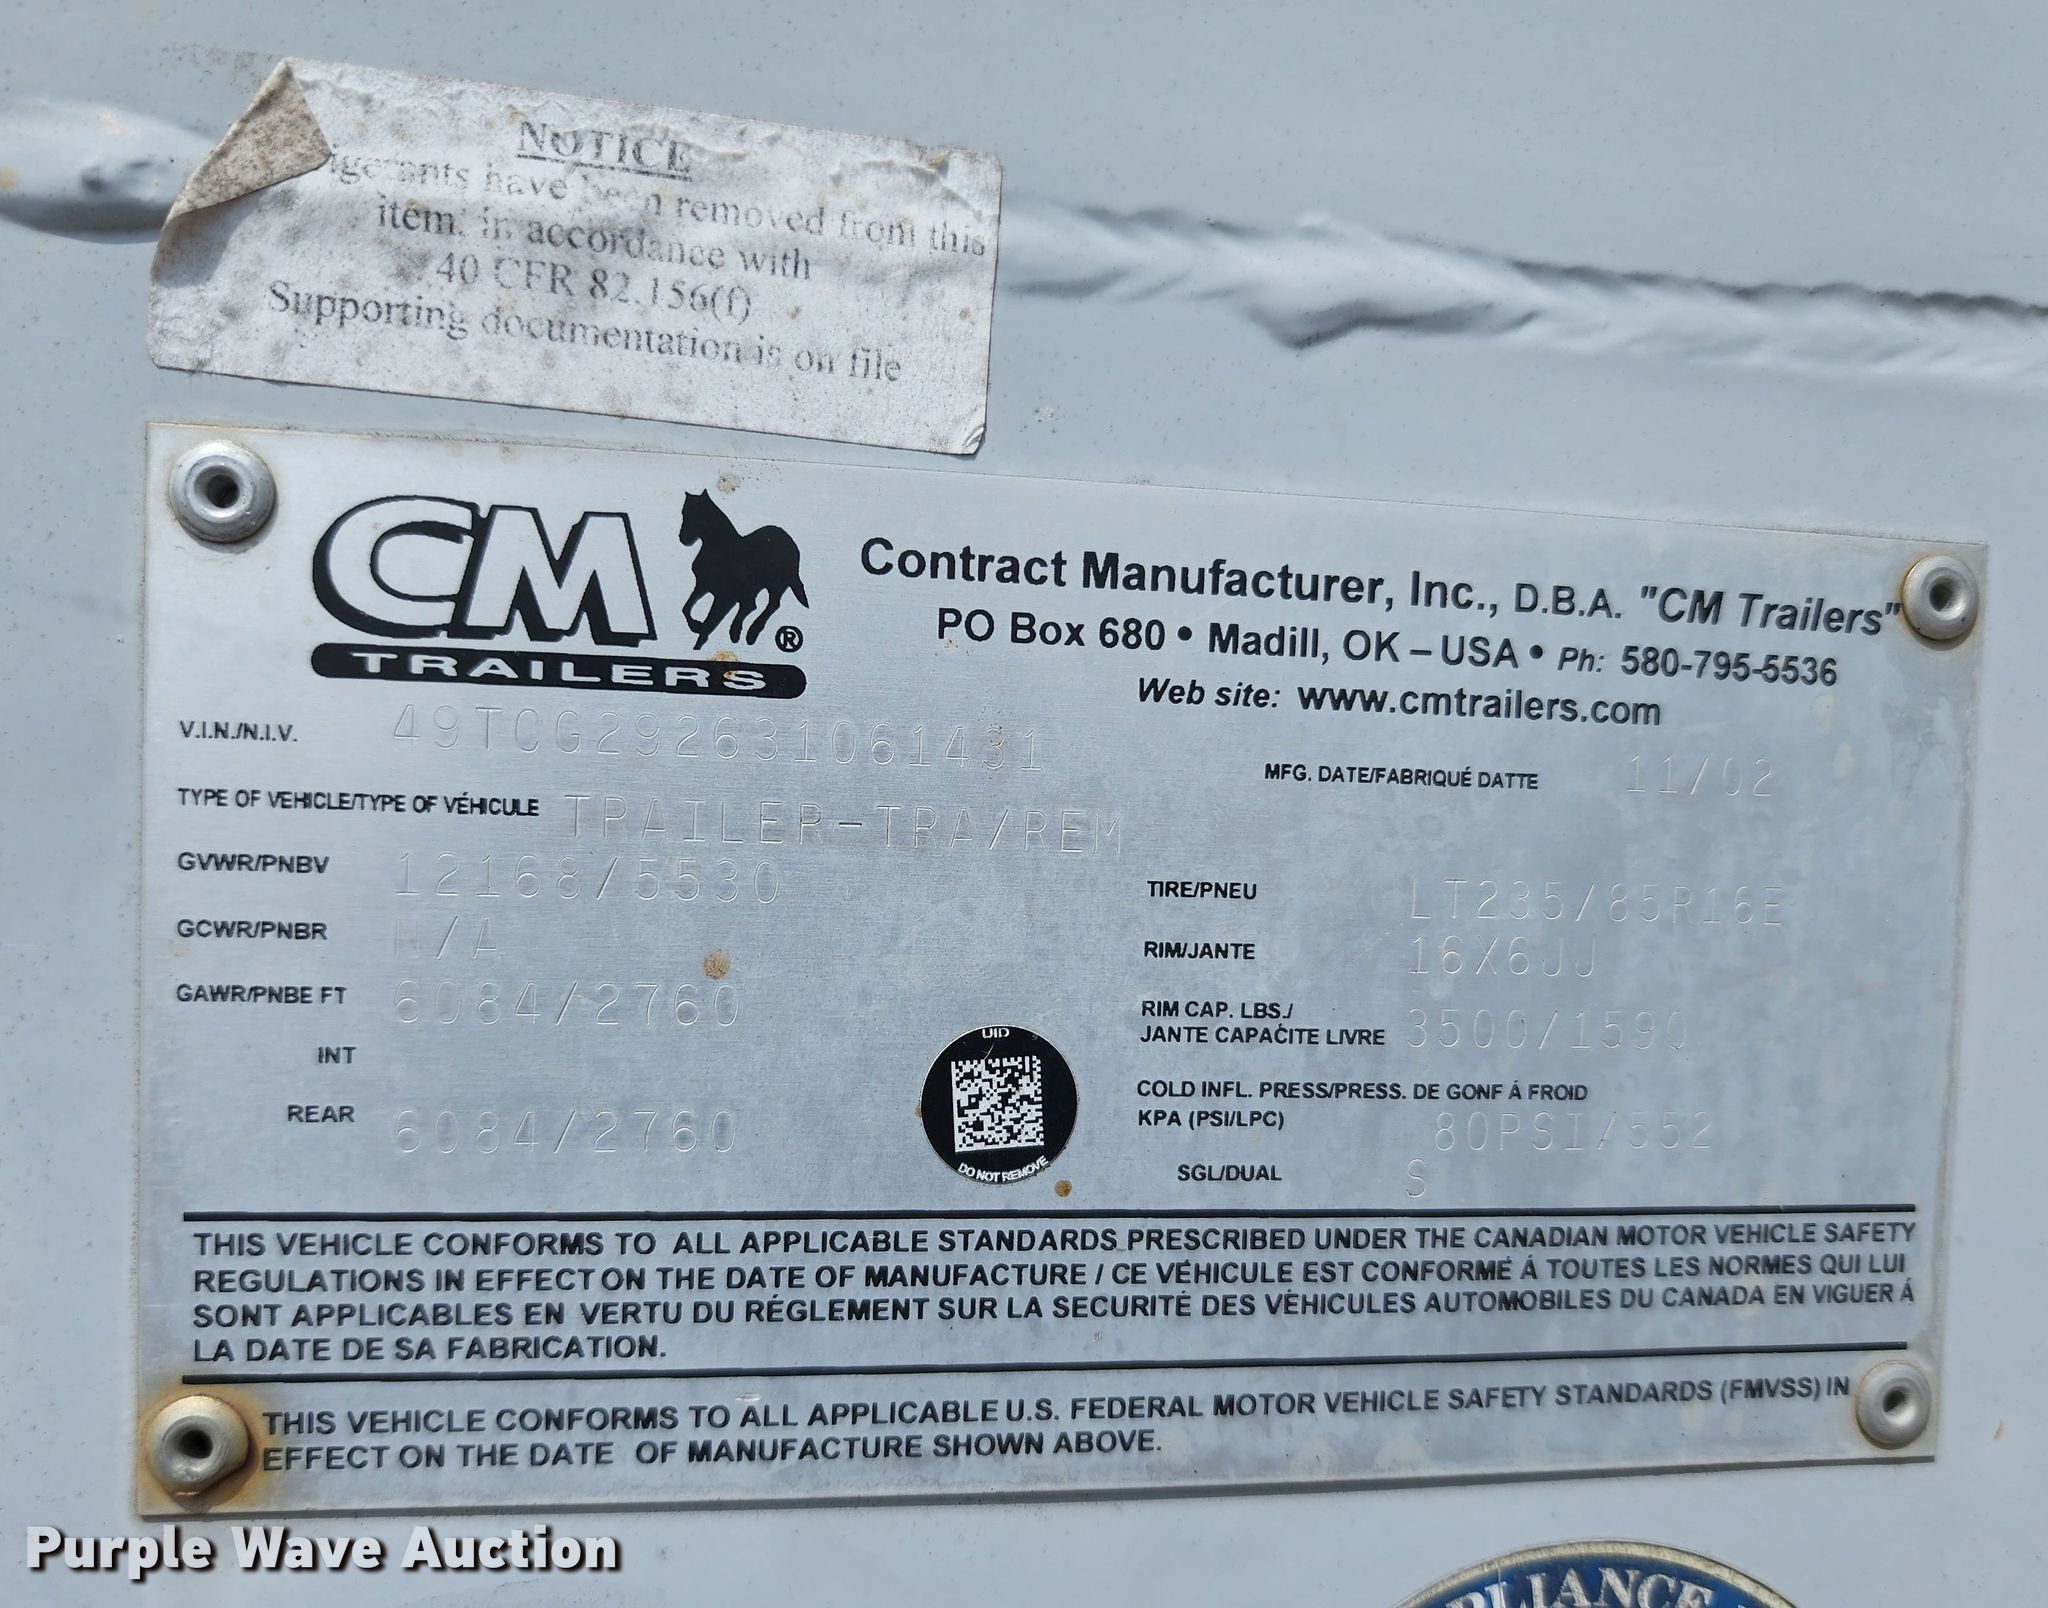 NOTICE
have been removed from this
item, in accordance with
40 CFR 82.156(f)
Supporting documentation is on file
CM
®
TRAILERS
Contract Manufacturer, Inc., D.B.A. "CM Trailers"
PO Box 680 • Madill, OK – USA • Ph: 580-795-5536
Web site: www.cmtrailers.com
V.I.N./N.I.V. 49TCG292631061431
MFG. DATE/FABRIQUÉ DATTE 11/02
TYPE OF VEHICLE/TYPE OF VÉHICULE TRAILER-TRA/REM
GVWR/PNBV 12168/5530
TIRE/PNEU LT235/85R16E
GCWR/PNBR N/A
RIM/JANTE 16X6JJ
GAWR/PNBE FT 6084/2760
RIM CAP. LBS./
JANTE CAPACITE LIVRE 3500/1590
INT
COLD INFL. PRESS/PRESS. DE GONF À FROID
KPA (PSI/LPC) 80PSI/552
REAR 6084/2760
SGL/DUAL S
UID
DO NOT REMOVE
THIS VEHICLE CONFORMS TO ALL APPLICABLE STANDARDS PRESCRIBED UNDER THE CANADIAN MOTOR VEHICLE SAFETY
REGULATIONS IN EFFECT ON THE DATE OF MANUFACTURE / CE VÉHICULE EST CONFORMÉ À TOUTES LES NORMES QUI LUI
SONT APPLICABLES EN VERTU DU RÉGLEMENT SUR LA SECURITÉ DES VÉHICULES AUTOMOBILES DU CANADA EN VIGUER Á
LA DATE DE SA FABRICATION.
THIS VEHICLE CONFORMS TO ALL APPLICABLE U.S. FEDERAL MOTOR VEHICLE SAFETY STANDARDS (FMVSS) IN
EFFECT ON THE DATE OF MANUFACTURE SHOWN ABOVE.
Purple Wave Auction